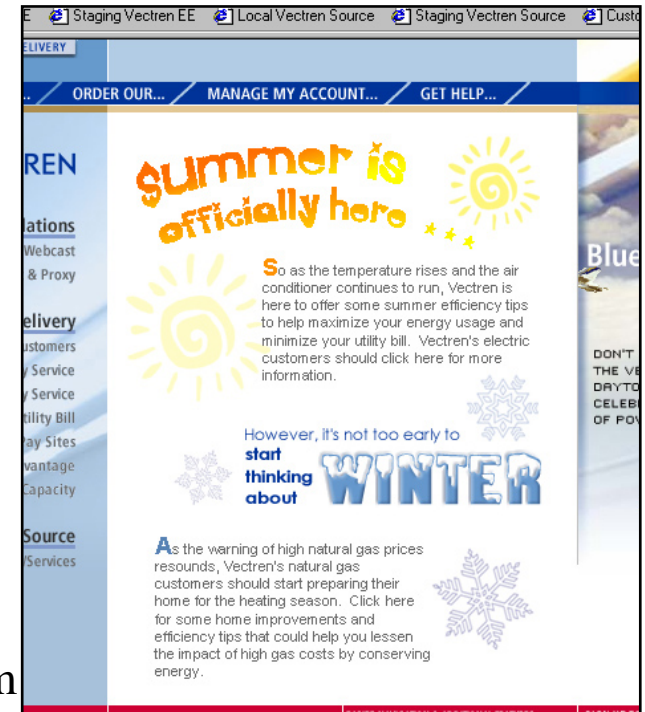 E Staging Vectren EE Local Vectren Source Staging Vectren Source Custo
ELIVERY
... ORDER OUR... MANAGE MY ACCOUNT... GET HELP...
REN
lations
Webcast
& Proxy
elivery
ustomers
y Service
y Service
tility Bill
Pay Sites
vantage
Capacity
Source
/Services
summer is
officially here ...
So as the temperature rises and the air
conditioner continues to run, Vectren is
here to offer some summer efficiency tips
to help maximize your energy usage and
minimize your utility bill. Vectren's electric
customers should click here for more
information.
However, it's not too early to
start
thinking
about WINTER
As the warning of high natural gas prices
resounds, Vectren's natural gas
customers should start preparing their
home for the heating season. Click here
for some home improvements and
efficiency tips that could help you lessen
the impact of high gas costs by conserving
energy.
Blue
DON'T
THE VE
DAYTO
CELEB
OF POW